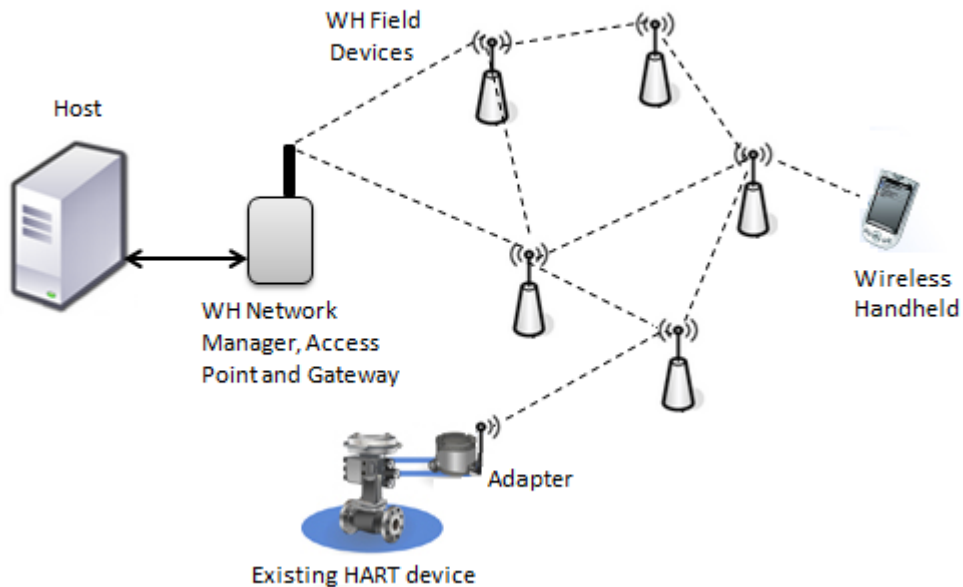 WH Field
Devices
Host
Wireless
Handheld
WH Network
Manager, Access
Point and Gateway
Adapter
Existing HART device